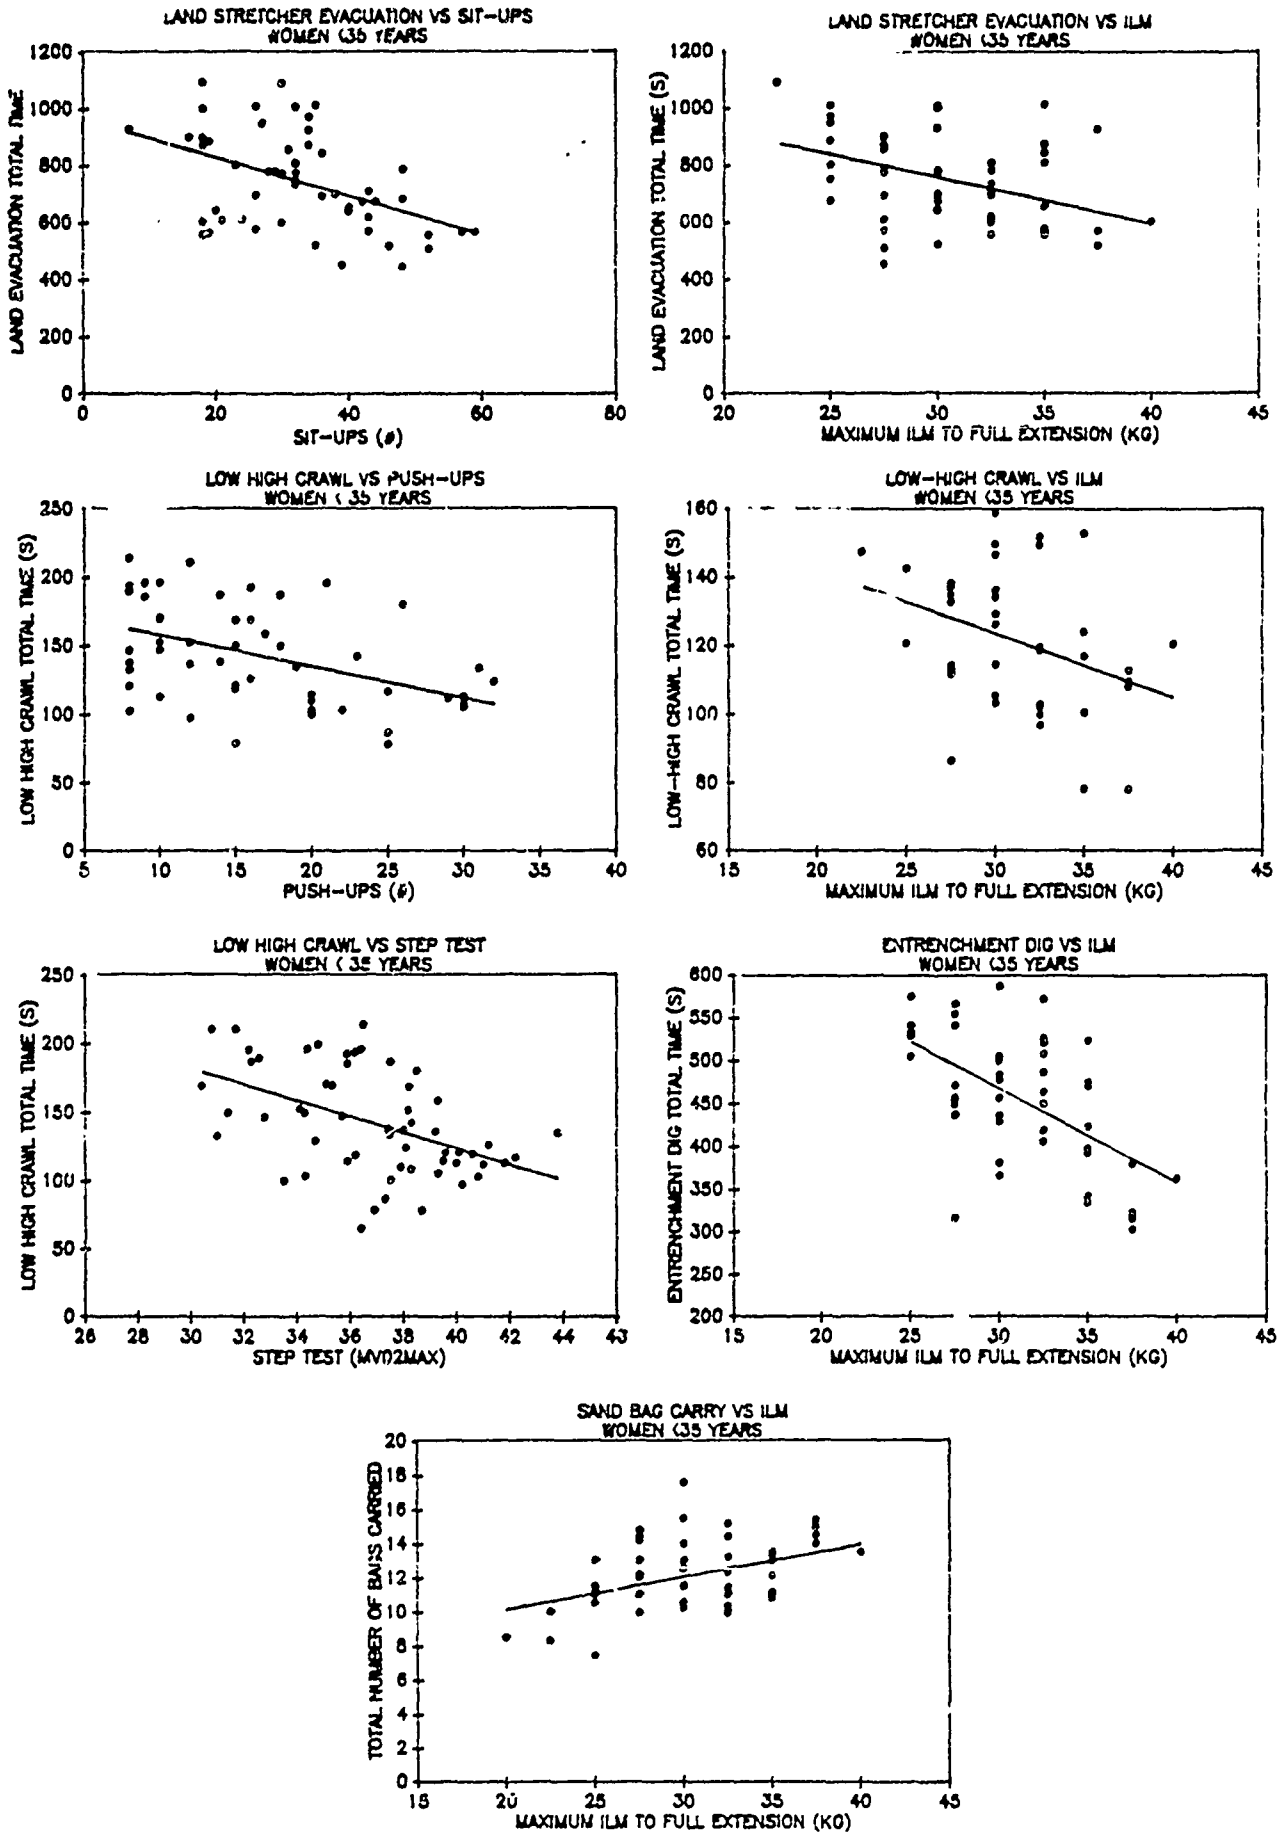 LAND STRETCHER EVACUATION VS SIT-UPS
WOMEN <35 YEARS
1200
1000
800
600
400
200
0
LAND EVACUATION TOTAL TIME
0 20 40 60 80
SIT-UPS (#)
LAND STRETCHER EVACUATION VS ILM
WOMEN <35 YEARS
1200
1000
800
600
400
200
0
LAND EVACUATION TOTAL TIME (S)
20 25 30 35 40 45
MAXIMUM ILM TO FULL EXTENSION (KG)
LOW HIGH CRAWL VS PUSH-UPS
WOMEN < 35 YEARS
250
200
150
100
50
0
LOW HIGH CRAWL TOTAL TIME (S)
5 10 15 20 25 30 35 40
PUSH-UPS (#)
LOW-HIGH CRAWL VS ILM
WOMEN <35 YEARS
160
140
120
100
80
60
LOW-HIGH CRAWL TOTAL TIME (S)
15 20 25 30 35 40 45
MAXIMUM ILM TO FULL EXTENSION (KG)
LOW HIGH CRAWL VS STEP TEST
WOMEN < 35 YEARS
250
200
150
100
50
0
LOW HIGH CRAWL TOTAL TIME (S)
26 28 30 32 34 36 38 40 42 44
STEP TEST (MVO2MAX)
ENTRENCHMENT DIG VS ILM
WOMEN <35 YEARS
600
550
500
450
400
350
300
250
200
ENTRENCHMENT DIG TOTAL TIME (S)
15 20 25 30 35 40 45
MAXIMUM ILM TO FULL EXTENSION (KG)
SAND BAG CARRY VS ILM
WOMEN <35 YEARS
20
18
16
14
12
10
8
6
4
2
0
TOTAL NUMBER OF BAGS CARRIED
15 20 25 30 35 40 45
MAXIMUM ILM TO FULL EXTENSION (KG)